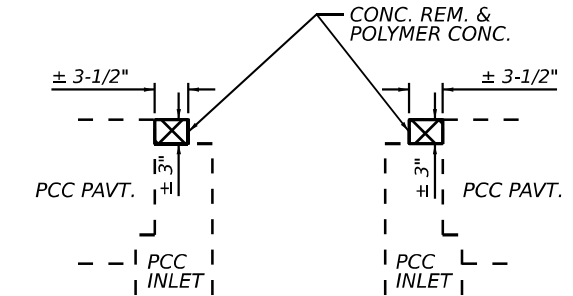 CONC. REM. &
POLYMER CONC.
± 3-1/2"
± 3-1/2"
± 3"
± 3"
PCC PAVT.
PCC PAVT.
PCC
INLET
PCC
INLET